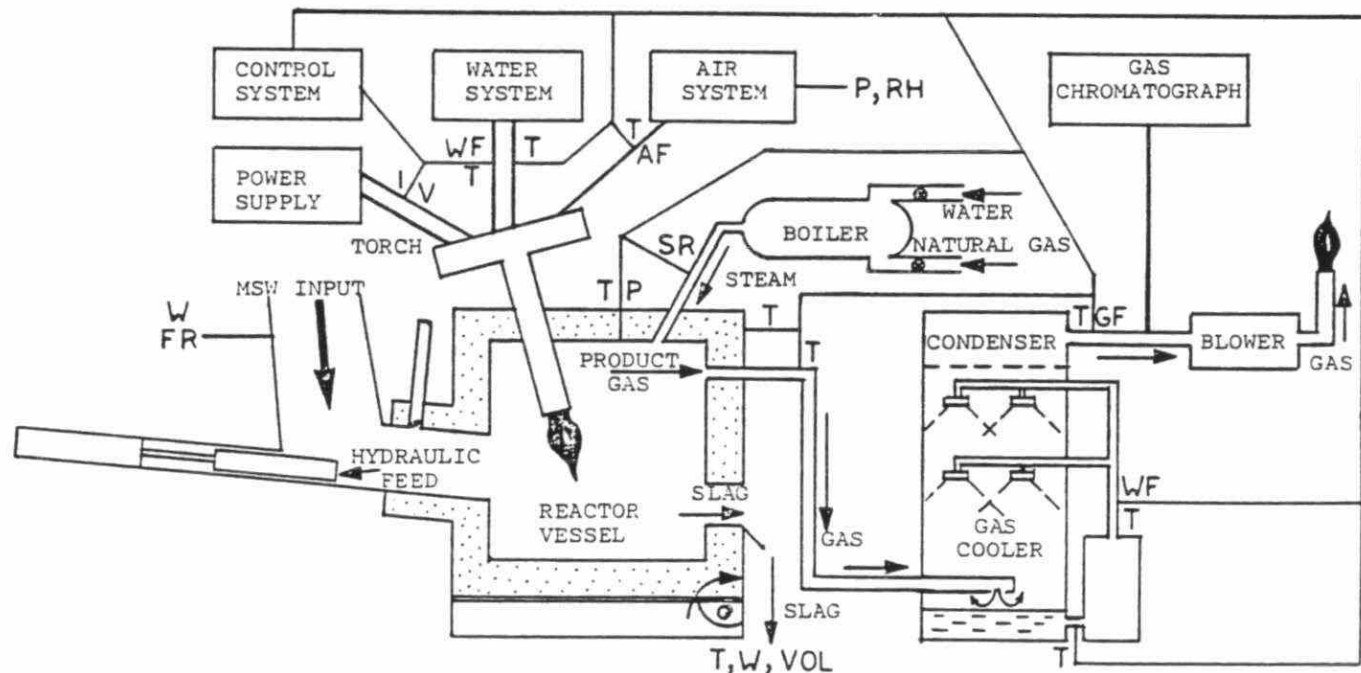 CONTROL
SYSTEM
WATER
SYSTEM
AIR
SYSTEM
P, RH
GAS
CHROMATOGRAPH
POWER
SUPPLY
I
V
WF
T
T
T
AF
TORCH
BOILER
WATER
NATURAL GAS
SR
STEAM
T P
MSW INPUT
W
FR
T
PRODUCT
GAS
T
T GF
CONDENSER
BLOWER
GAS
HYDRAULIC
FEED
REACTOR
VESSEL
SLAG
GAS
GAS
COOLER
WF
T
SLAG
T, W, VOL
T